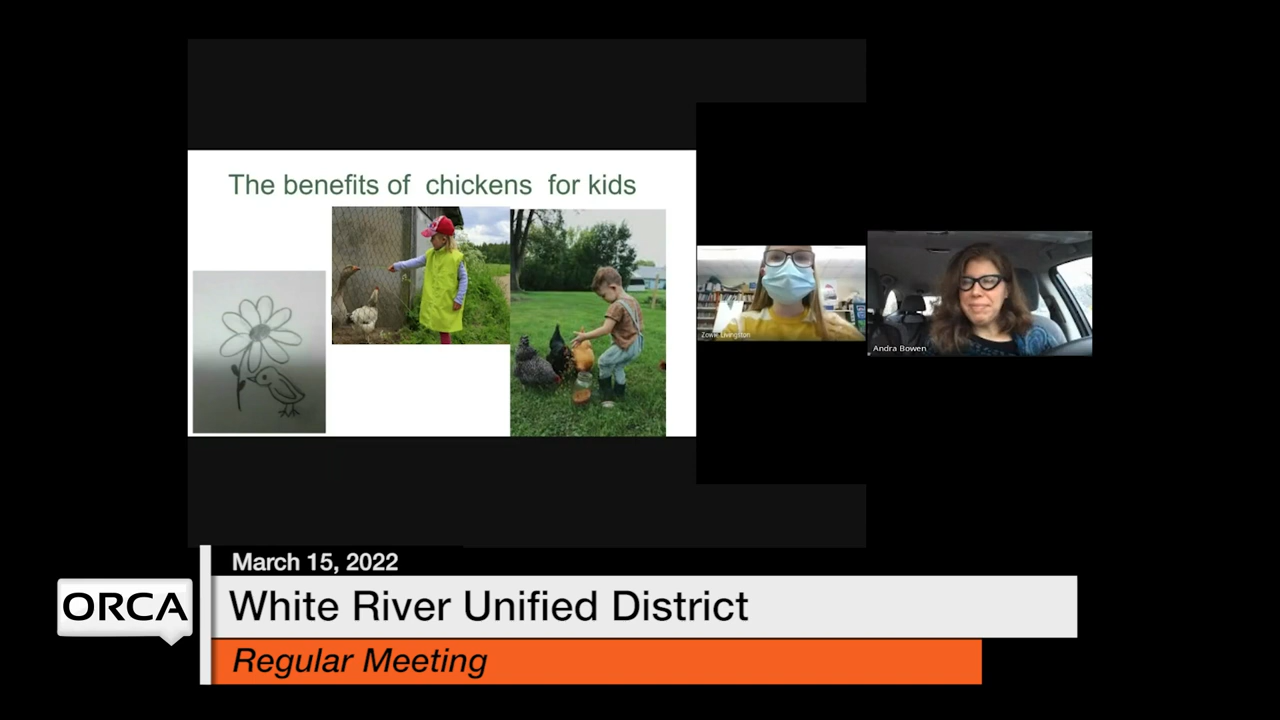 The benefits of chickens for kids
Zowie Livingston
Andra Bowen
March 15, 2022
ORCA
White River Unified District
Regular Meeting